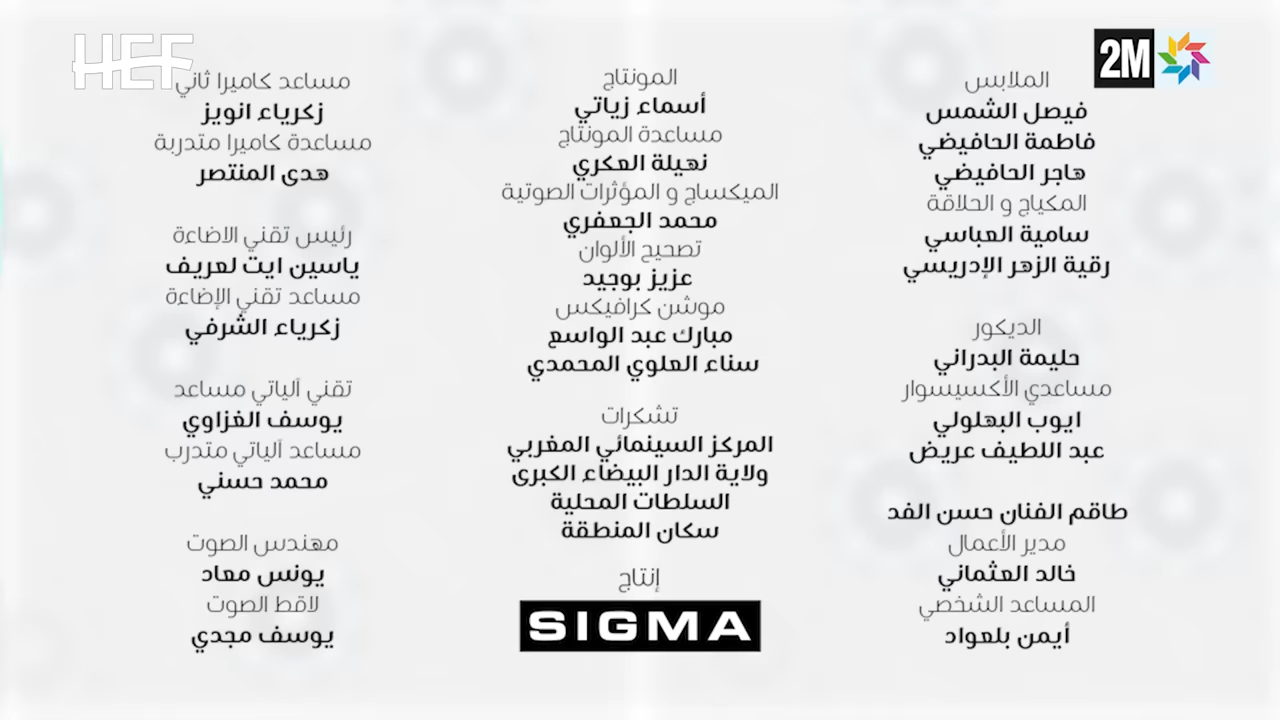 HEF
2M
الملابس
فيصل الشمس
فاطمة الحافيضي
هاجر الحافيضي
المكياج و الحلاقة
سامية العباسي
رقية الزهر الإدريسي
الديكور
حليمة البدراني
مساعدي الأكسيسوار
ايوب البهلولي
عبد اللطيف عريض
طاقم الفنان حسن الفد
مدير الأعمال
خالد العثماني
المساعد الشخصي
أيمن بلعواد
المونتاج
أسماء زياتي
مساعدة المونتاج
نهيلة العكري
الميكساج و المؤثرات الصوتية
محمد الجعفري
تصحيح الألوان
عزيز بوجيد
موشن كرافيكس
مبارك عبد الواسع
سناء العلوي المحمدي
تشكرات
المركز السينمائي المغربي
ولاية الدار البيضاء الكبرى
السلطات المحلية
سكان المنطقة
إنتاج
SIGMA
مساعد كاميرا ثاني
زكرياء انويز
مساعدة كاميرا متدربة
هدى المنتصر
رئيس تقني الاضاءة
ياسين ايت لعريف
مساعد تقني الإضاءة
زكرياء الشرفي
تقني آلياتي مساعد
يوسف الغزاوي
مساعد آلياتي متدرب
محمد حسني
مهندس الصوت
يونس معاد
لاقط الصوت
يوسف مجدي